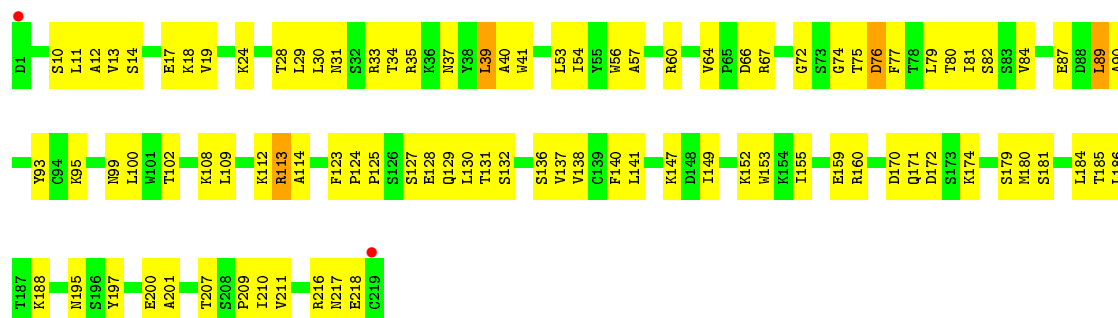 D1 S10 L11 A12 V13 S14 E17 K18 V19 K24 T28 L29 L30 N31 S32 R33 T34 R35 K36 N37 Y38 L39 A40 W41 L53 I54 Y55 W56 A57 R60 V64 P65 D66 R67 G72 S73 G74 T75 D76 F77 T78 L79 T80 I81 S82 S83 V84 E87 D88 L89 A90
Y93 C94 K95 N99 L100 W101 T102 K108 L109 K112 R113 A114 F123 P124 P125 S126 S127 E128 Q129 L130 T131 S132 S136 V137 V138 C139 F140 L141 K147 D148 I149 K152 W153 K154 I155 E159 R160 D170 Q171 D172 S173 K174 S179 M180 S181 L184 T185 L186
T187 K188 N195 S196 Y197 E200 A201 T207 S208 P209 I210 V211 R216 N217 E218 C219